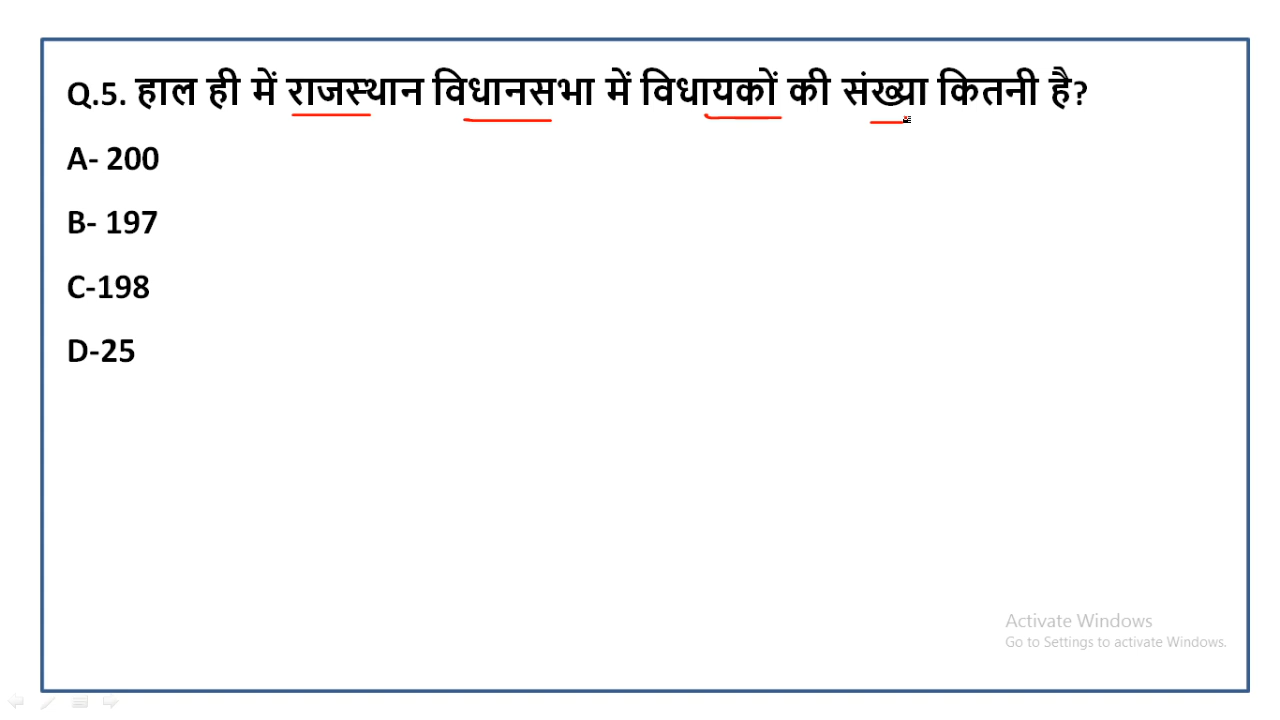 Q.5. हाल ही में राजस्थान विधानसभा में विधायकों की संख्या कितनी है?
A- 200
B- 197
C-198
D-25
Activate Windows
Go to Settings to activate Windows.